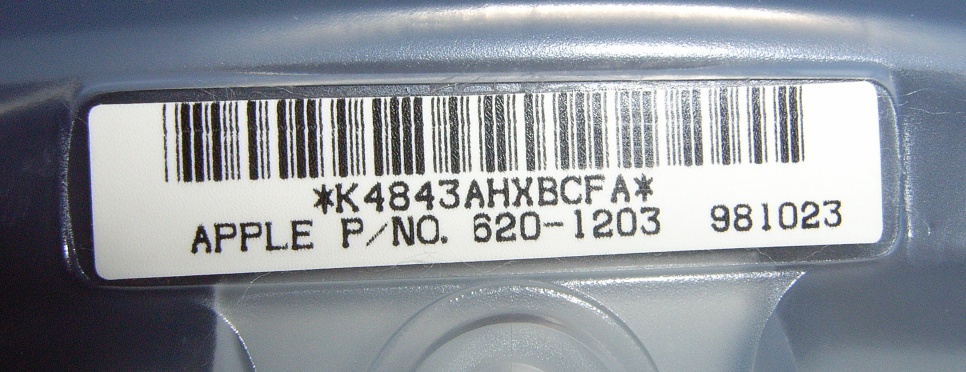 *K4843AHXBCFA*
APPLE P/NO. 620-1203 981023